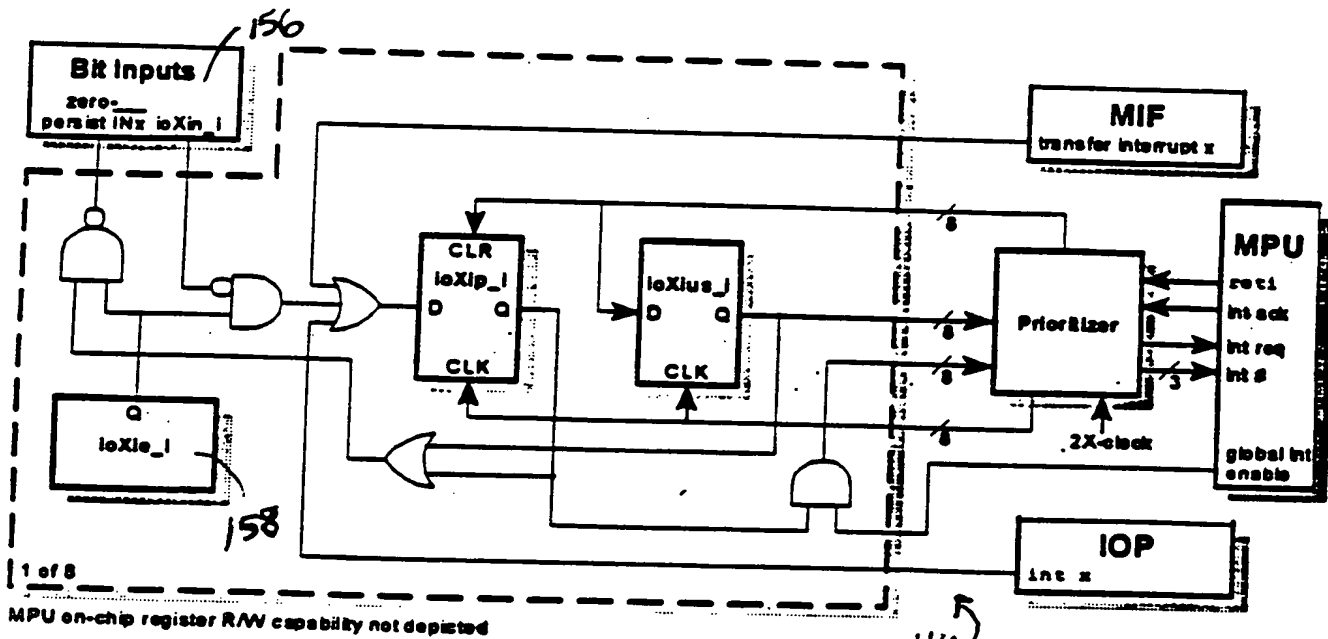 156
Bit Inputs
zero-
persist INx ioXin_i
MIF
transfer interrupt x
CLR
ioXip_i
D Q
CLK
ioXius_i
D Q
CLK
8
8
8
8
Prioritizer
2X-clock
MPU
reti
int ack
int req
int #
3
global int
enable
Q
ioXie_i
158
IOP
int x
1 of 8
MPU on-chip register R/W capability not depicted